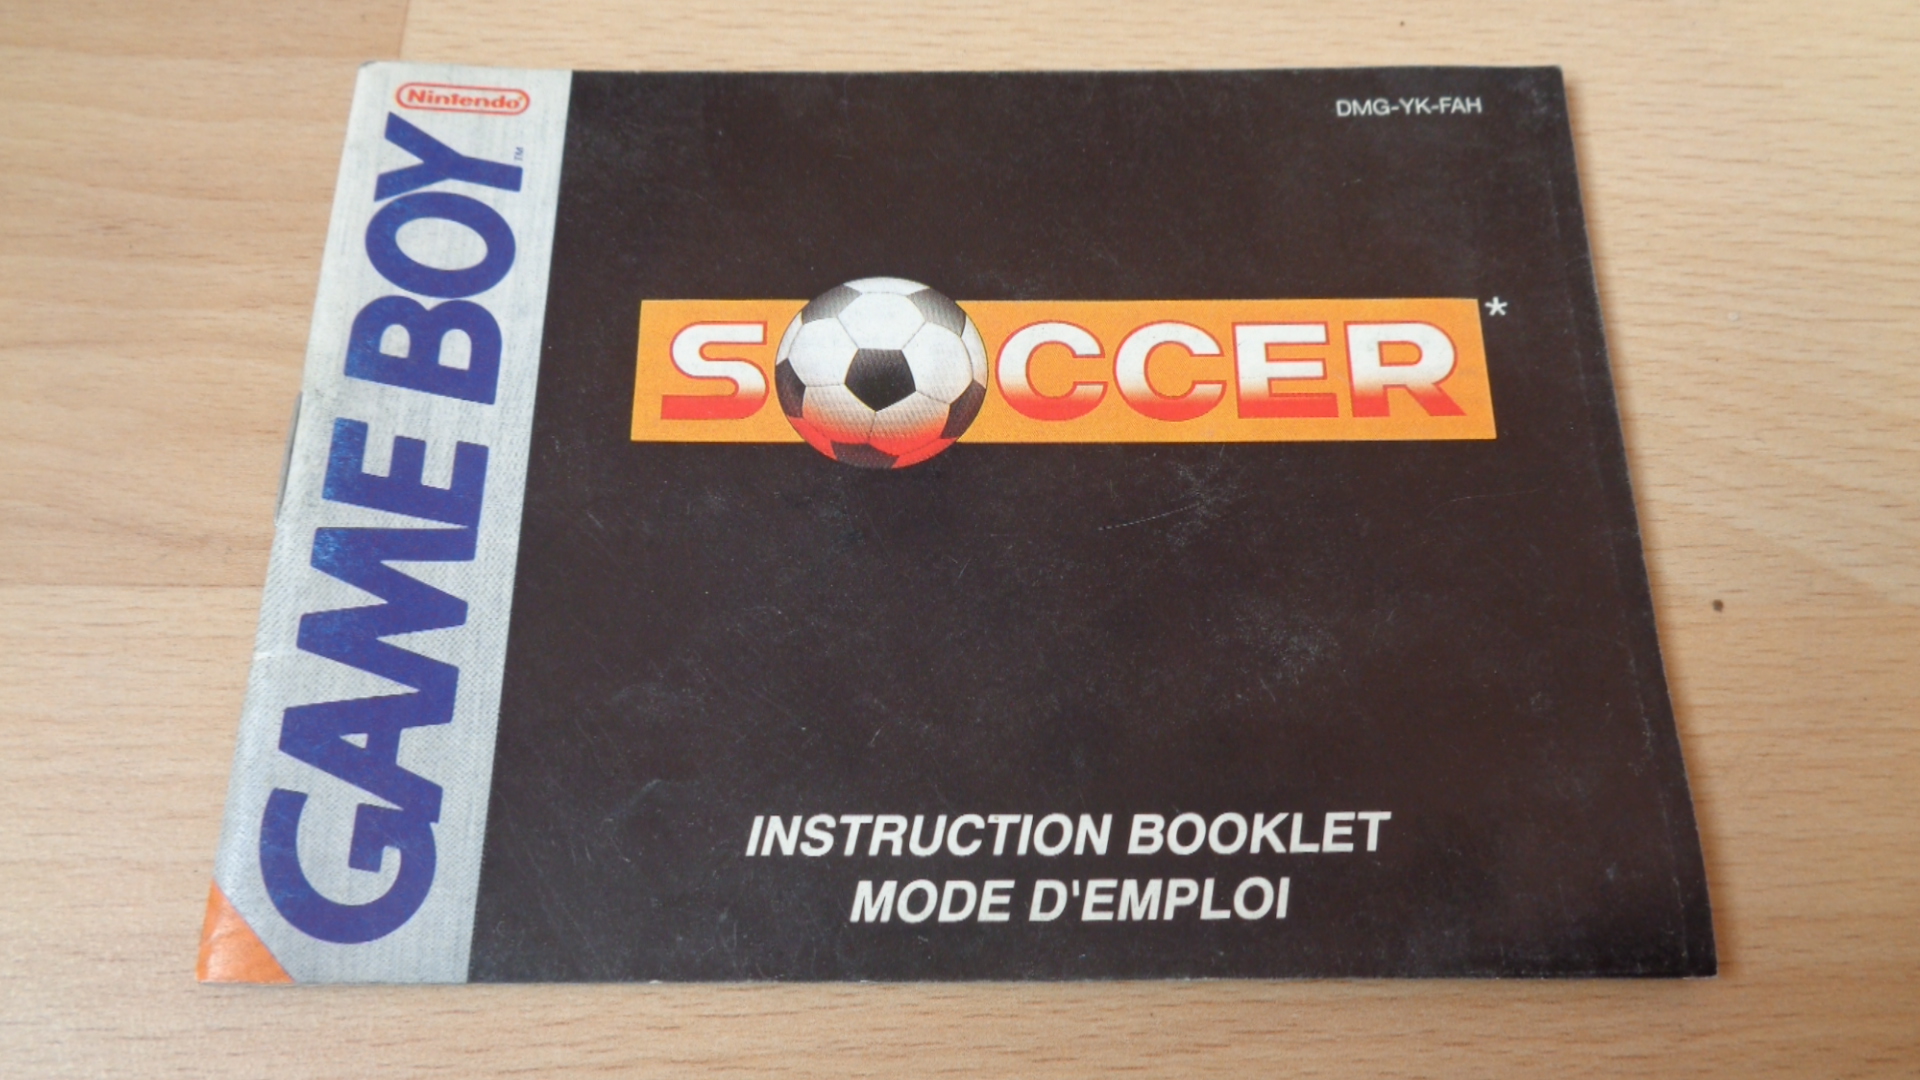 Nintendo®
GAME BOY™
DMG-YK-FAH
SOCCER*
INSTRUCTION BOOKLET
MODE D'EMPLOI